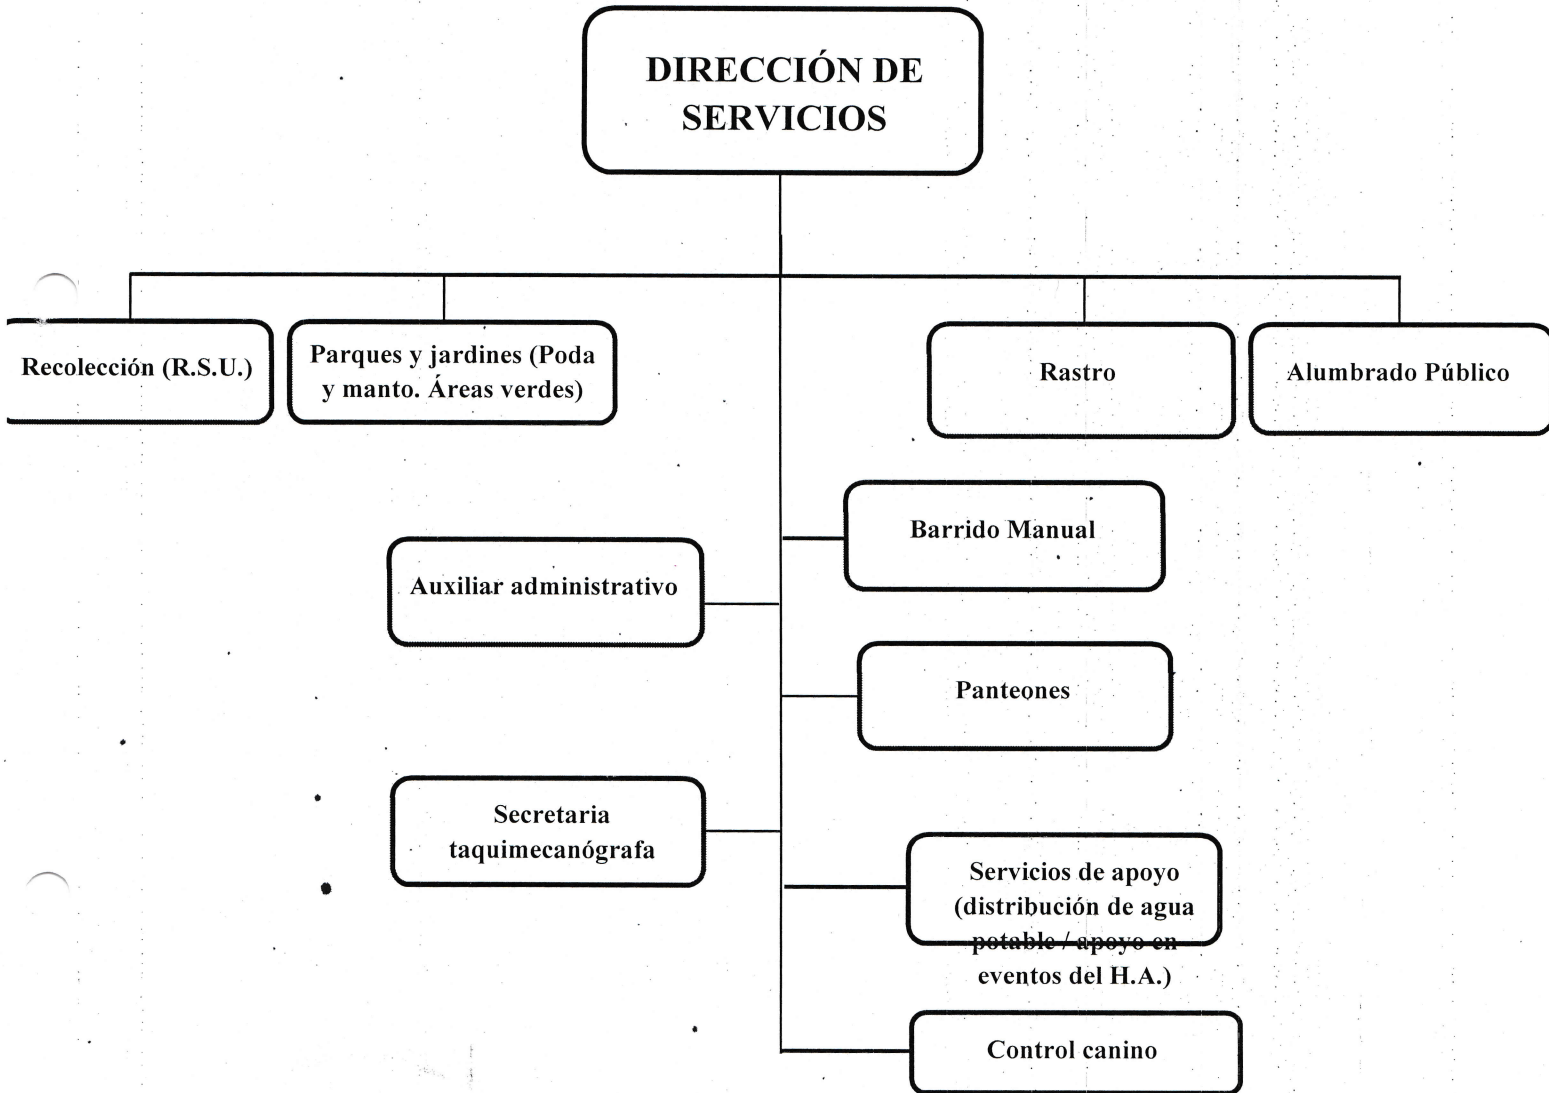 DIRECCIÓN DE
SERVICIOS
Recolección (R.S.U.)
Parques y jardines (Poda
y manto. Áreas verdes)
Rastro
Alumbrado Público
Barrido Manual
Auxiliar administrativo
Panteones
Secretaria
taquimecanógrafa
Servicios de apoyo
(distribución de agua
potable / apoyo en
eventos del H.A.)
Control canino